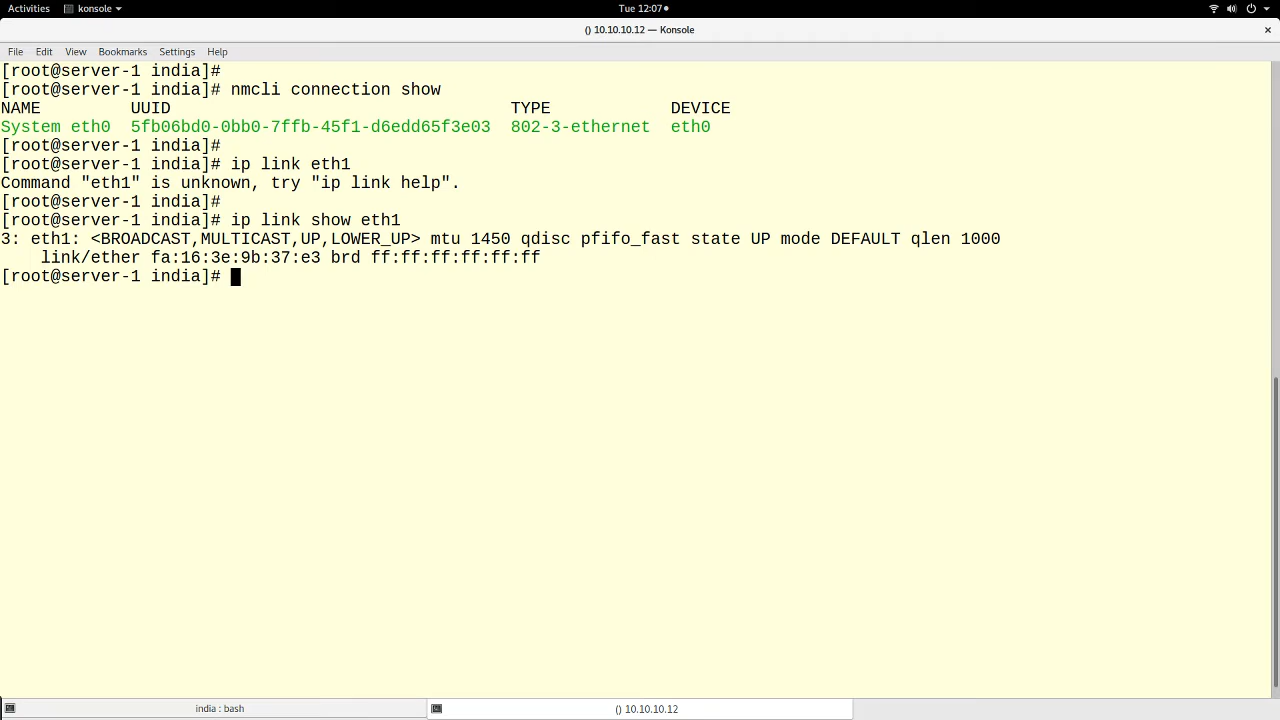 Activities konsole Tue 12:07
() 10.10.10.12 — Konsole
File Edit View Bookmarks Settings Help
[root@server-1 india]#
[root@server-1 india]# nmcli connection show
NAME UUID TYPE DEVICE
System eth0 5fb06bd0-0bb0-7ffb-45f1-d6edd65f3e03 802-3-ethernet eth0
[root@server-1 india]#
[root@server-1 india]# ip link eth1
Command "eth1" is unknown, try "ip link help".
[root@server-1 india]#
[root@server-1 india]# ip link show eth1
3: eth1: <BROADCAST,MULTICAST,UP,LOWER_UP> mtu 1450 qdisc pfifo_fast state UP mode DEFAULT qlen 1000
    link/ether fa:16:3e:9b:37:e3 brd ff:ff:ff:ff:ff:ff
[root@server-1 india]#
india : bash () 10.10.10.12